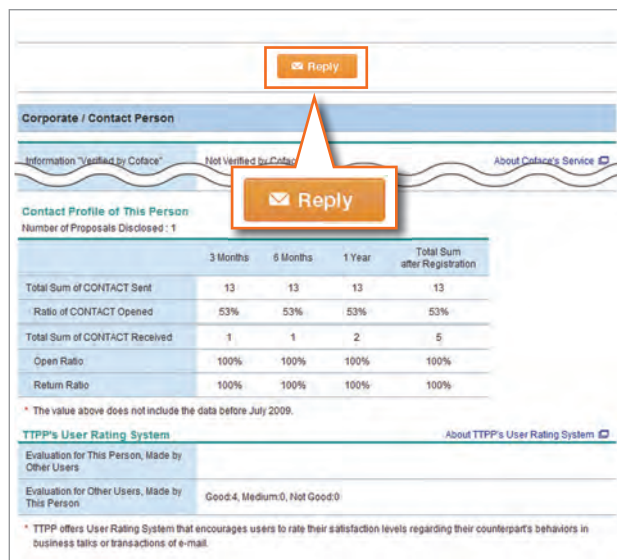 Reply
Corporate / Contact Person
Information "Verified by Coface" Not Verified by Coface About Coface's Service
Reply
Contact Profile of This Person
Number of Proposals Disclosed : 1
3 Months 6 Months 1 Year Total Sum after Registration
Total Sum of CONTACT Sent 13 13 13 13
Ratio of CONTACT Opened 53% 53% 53% 53%
Total Sum of CONTACT Received 1 1 2 5
Open Ratio 100% 100% 100% 100%
Return Ratio 100% 100% 100% 100%
* The value above does not include the data before July 2009.
TTPP's User Rating System About TTPP's User Rating System
Evaluation for This Person, Made by
Other Users
Evaluation for Other Users, Made by
This Person Good:4, Medium:0, Not Good:0
* TTPP offers User Rating System that encourages users to rate their satisfaction levels regarding their counterpart's behaviors in
business talks or transactions of e-mail.